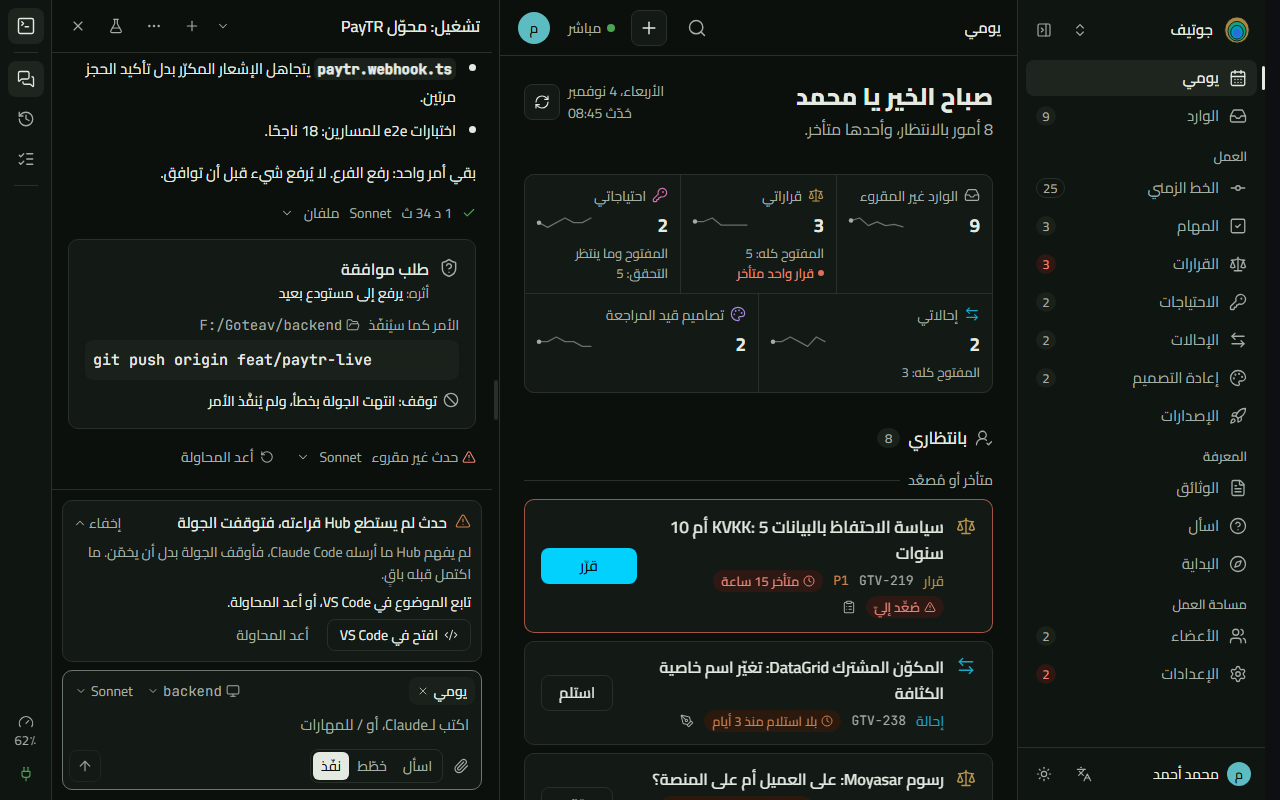 جوتيف
يومي
الوارد
9
العمل
الخط الزمني
25
المهام
3
القرارات
3
الاحتياجات
2
الإحالات
2
إعادة التصميم
2
الإصدارات
المعرفة
الوثائق
اسأل
البداية
مساحة العمل
الأعضاء
2
الإعدادات
2
م
محمد أحمد
يومي
مباشر
م
صباح الخير يا محمد
8 أمور بالانتظار، وأحدها متأخر.
الأربعاء، 4 نوفمبر
حُدّث 08:45
الوارد غير المقروء
9
قراراتي
3
المفتوح كله: 5
قرار واحد متأخر
احتياجاتي
2
المفتوح وما ينتظر
التحقق: 5
إحالاتي
2
المفتوح كله: 3
تصاميم قيد المراجعة
2
بانتظاري
8
متأخر أو مُصعَّد
سياسة الاحتفاظ بالبيانات KVKK: 5 أم 10
سنوات
قرار GTV-219 P1 متأخر 15 ساعة
صُعِّد إليّ
قرّر
المكوّن المشترك DataGrid: تغيّر اسم خاصية
الكثافة
إحالة GTV-238 بلا استلام منذ 3 أيام
استلم
رسوم Moyasar: على العميل أم على المنصة؟
تشغيل: محوّل PayTR
paytr.webhook.ts يتجاهل الإشعار المكرّر بدل تأكيد الحجز
مرتين.
اختبارات e2e للمسارين: 18 ناجحًا.
بقي أمر واحد: رفع الفرع. لا يُرفع شيء قبل أن توافق.
1 د 34 ث Sonnet ملفان
طلب موافقة
أثره: يرفع إلى مستودع بعيد
الأمر كما سيُنفَّذ F:/Goteav/backend
git push origin feat/paytr-live
توقف: انتهت الجولة بخطأ، ولم يُنفَّذ الأمر
حدث غير مقروء Sonnet أعد المحاولة
حدث لم يستطع Hub قراءته، فتوقفت الجولة
إخفاء
لم يفهم Hub ما أرسله Claude Code، فأوقف الجولة بدل أن يخمّن. ما
اكتمل قبله باقٍ.
تابع الموضوع في VS Code، أو أعد المحاولة.
افتح في VS Code
أعد المحاولة
يومي
backend
Sonnet
اكتب لـClaude، أو / للمهارات
اسأل
خطّط
نفّذ
62٪